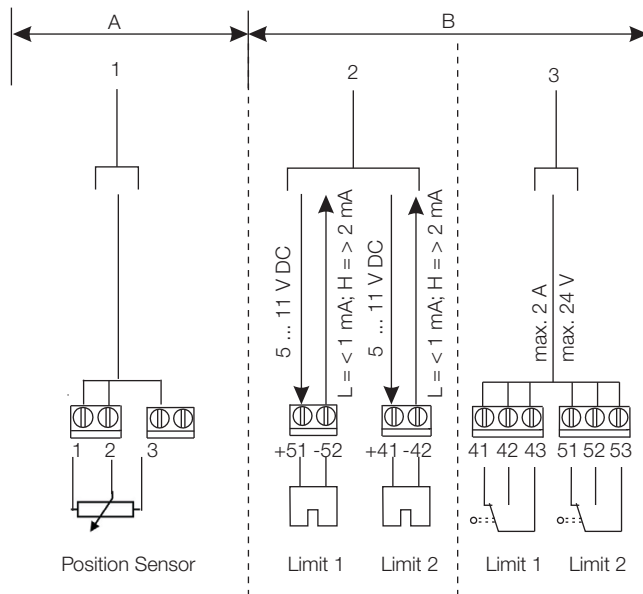 A
B
1
2
3
5 ... 11 V DC
L = < 1 mA; H = > 2 mA
5 ... 11 V DC
L = < 1 mA; H = > 2 mA
max. 2 A
max. 24 V
1 2 3
+51 -52
+41 -42
41 42 43
51 52 53
Position Sensor
Limit 1
Limit 2
Limit 1
Limit 2